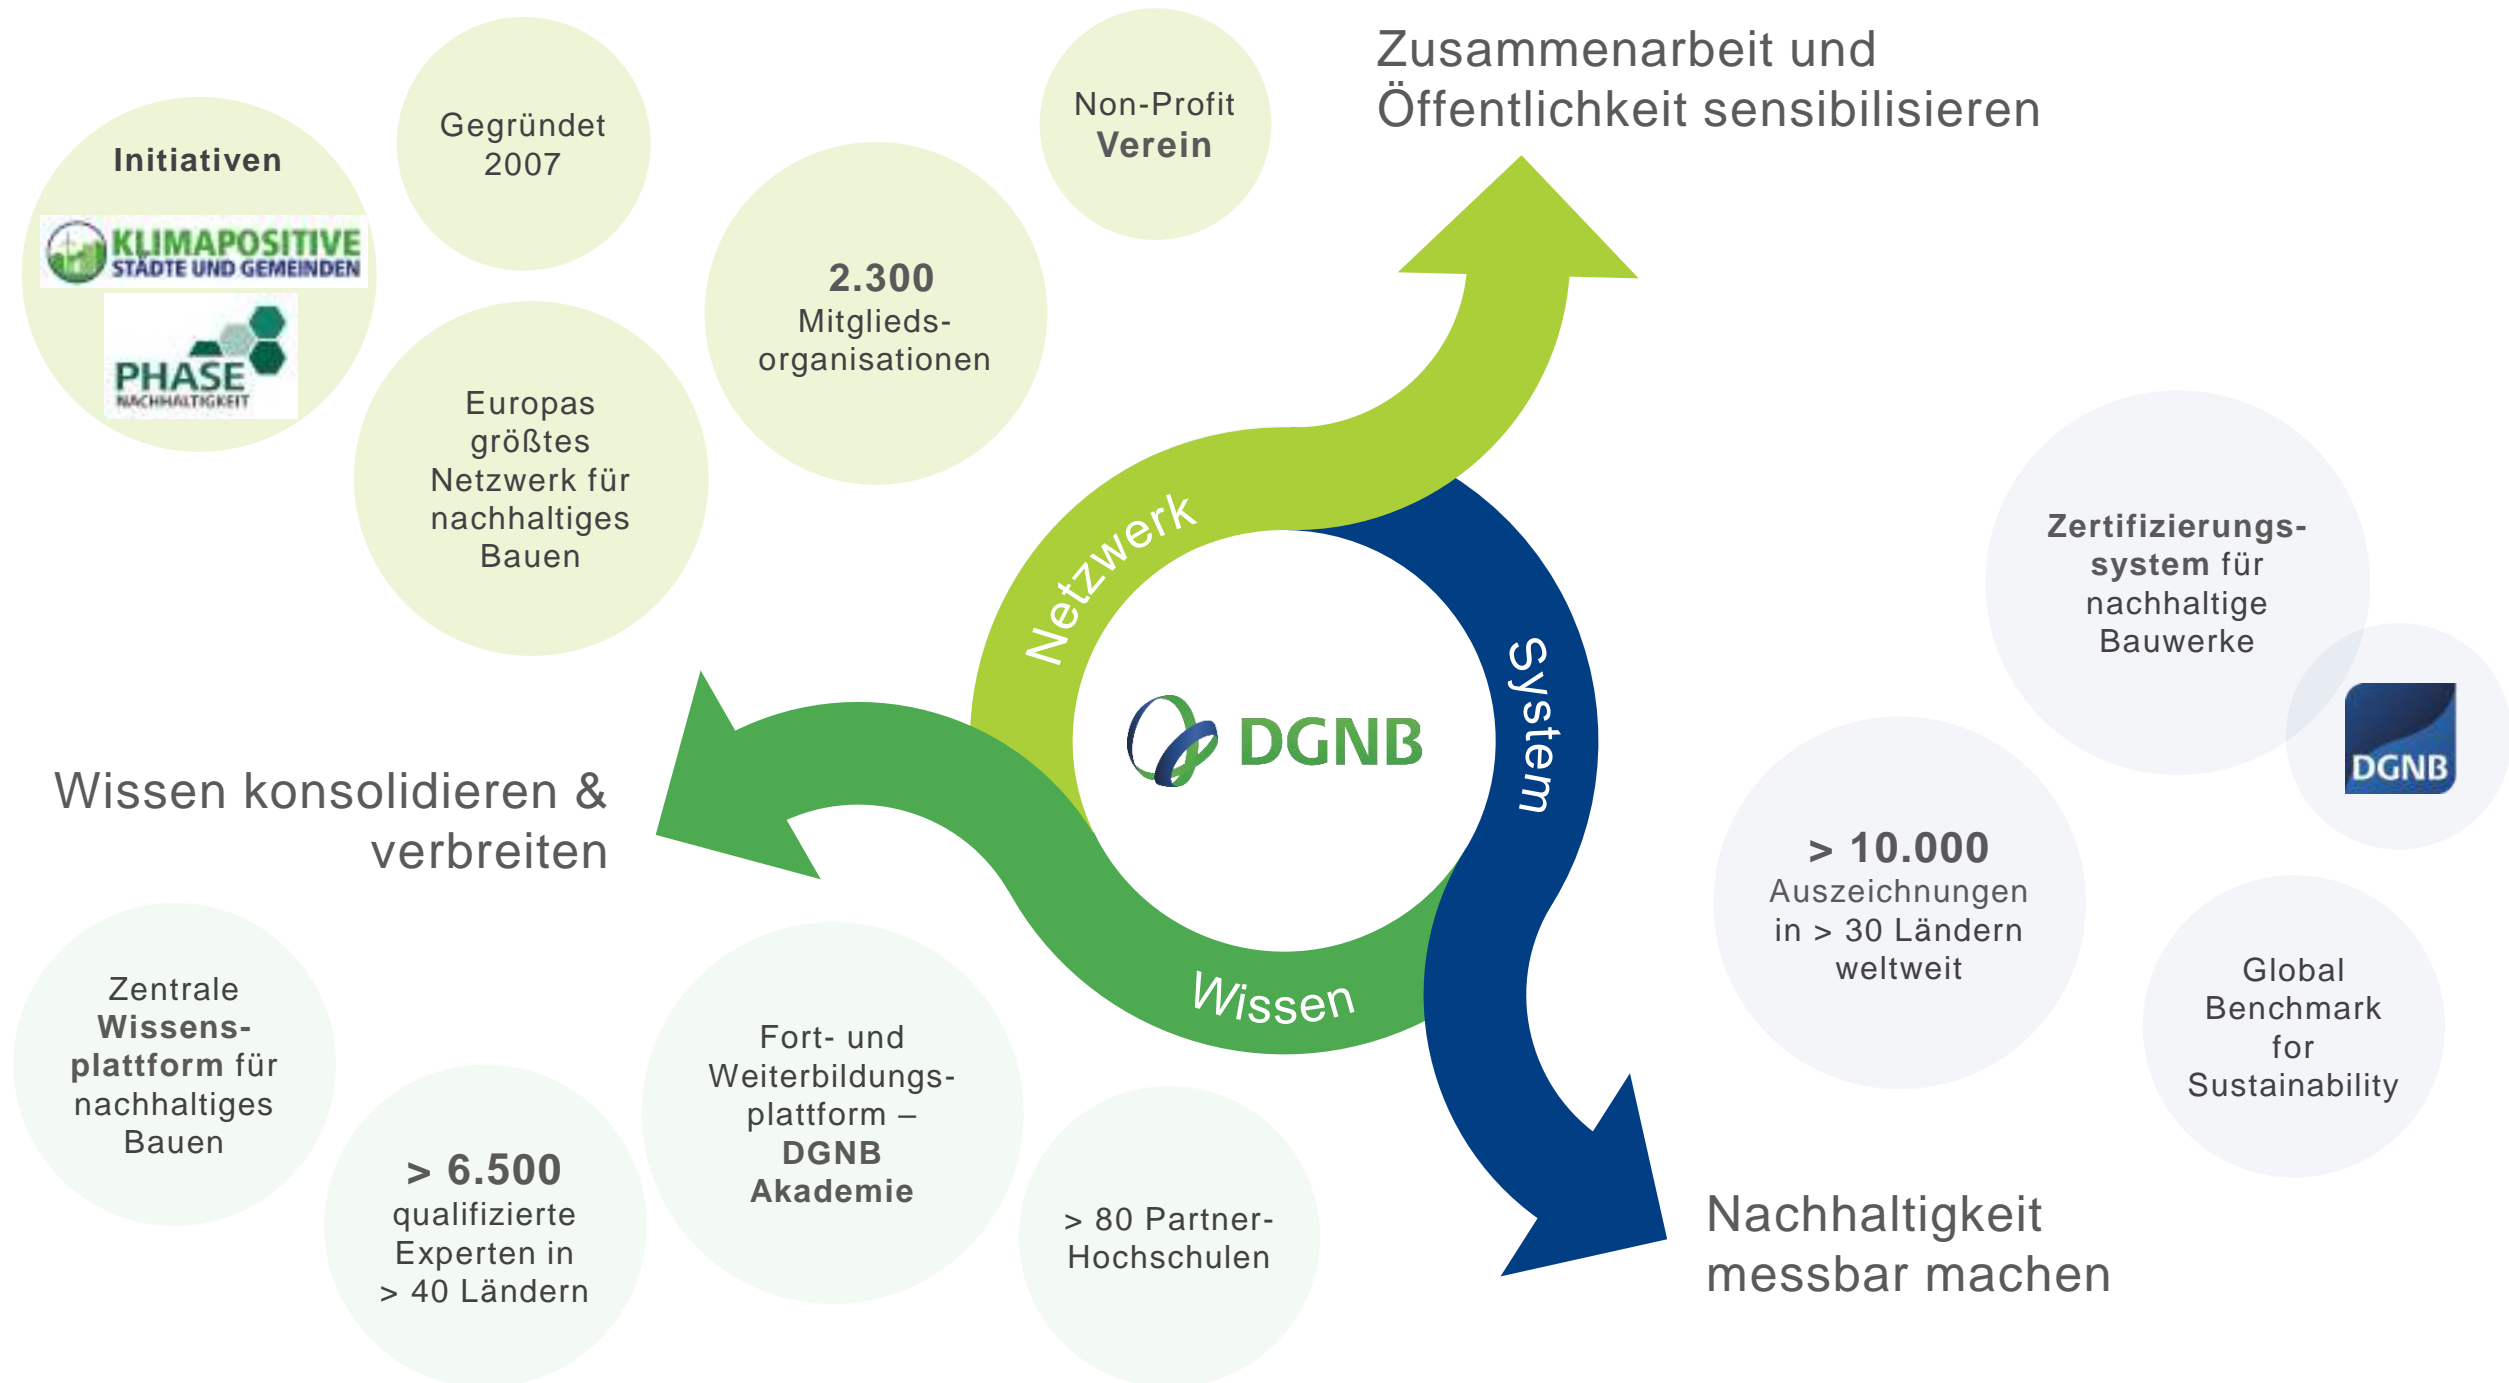 Zusammenarbeit und
Öffentlichkeit sensibilisieren
Initiativen
KLIMAPOSITIVE
STÄDTE UND GEMEINDEN
PHASE
NACHHALTIGKEIT
Gegründet
2007
Non-Profit
Verein
2.300
Mitglieds-
organisationen
Europas
größtes
Netzwerk für
nachhaltiges
Bauen
Netzwerk
System
Wissen
DGNB
Zertifizierungs-
system für
nachhaltige
Bauwerke
DGNB
> 10.000
Auszeichnungen
in > 30 Ländern
weltweit
Global
Benchmark
for
Sustainability
Nachhaltigkeit
messbar machen
Wissen konsolidieren &
verbreiten
Zentrale
Wissens-
plattform für
nachhaltiges
Bauen
> 6.500
qualifizierte
Experten in
> 40 Ländern
Fort- und
Weiterbildungs-
plattform –
DGNB
Akademie
> 80 Partner-
Hochschulen